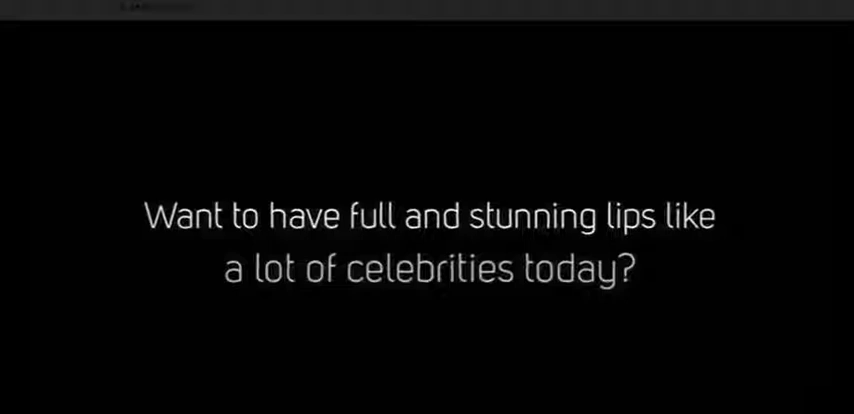 Want to have full and stunning lips like
a lot of celebrities today?